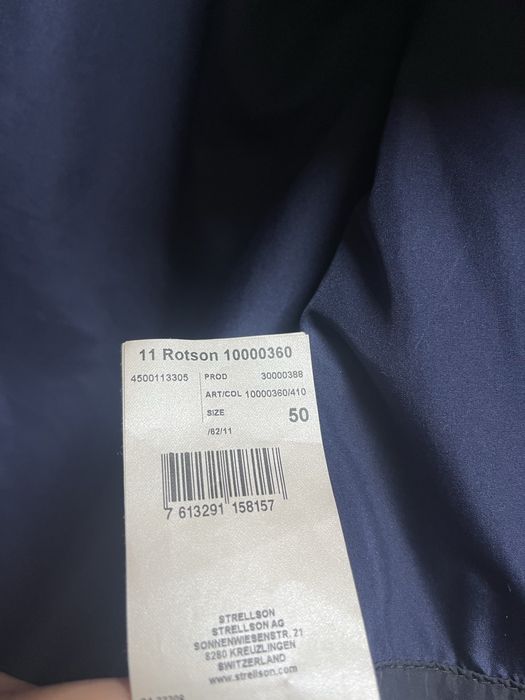 11 Rotson 10000360
4500113305 PROD 30000388
ART/COL 10000360/410
SIZE 50
/62/11
7 613291 158157
STRELLSON
STRELLSON AG
SONNENWIESENSTR. 21
8280 KREUZLINGEN
SWITZERLAND
www.strellson.com